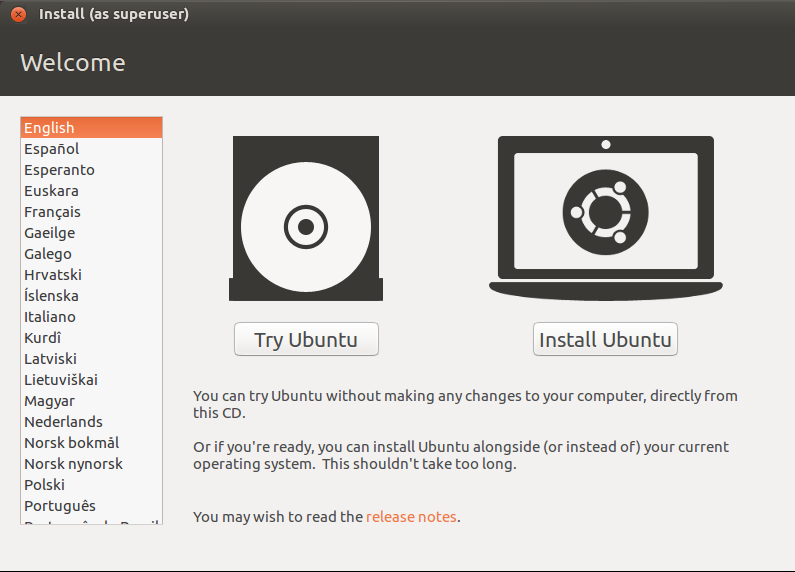 Install (as superuser)
Welcome
English
Español
Esperanto
Euskara
Français
Gaeilge
Galego
Hrvatski
Íslenska
Italiano
Kurdî
Latviski
Lietuviškai
Magyar
Nederlands
Norsk bokmål
Norsk nynorsk
Polski
Português
Try Ubuntu
Install Ubuntu
You can try Ubuntu without making any changes to your computer, directly from
this CD.
Or if you're ready, you can install Ubuntu alongside (or instead of) your current
operating system.  This shouldn't take too long.
You may wish to read the release notes.